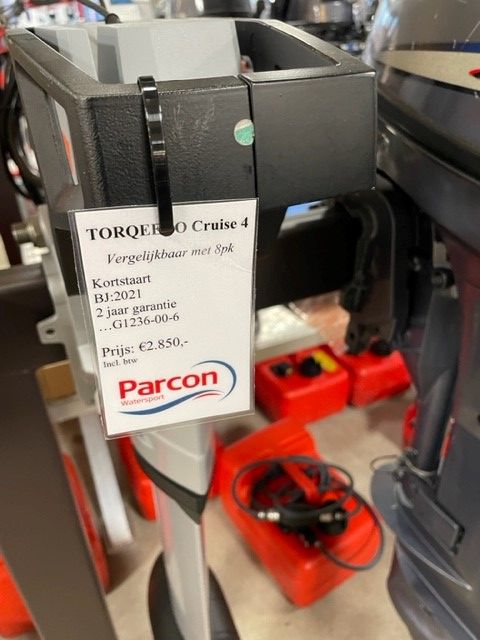 TORQEEDO Cruise 4
Vergelijkbaar met 8pk
Kortstaart
BJ:2021
2 jaar garantie
...G1236-00-6
Prijs: €2.850,-
Incl. btw
Parcon
Watersport